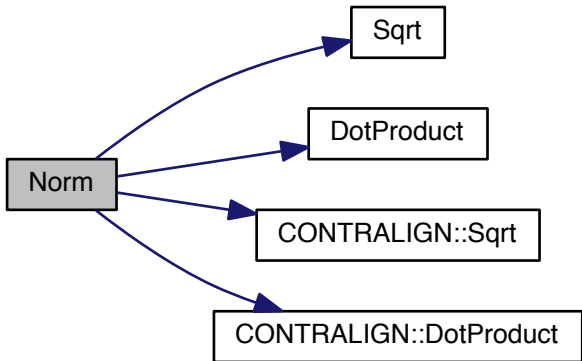 Sqrt
DotProduct
Norm
CONTRALIGN::Sqrt
CONTRALIGN::DotProduct